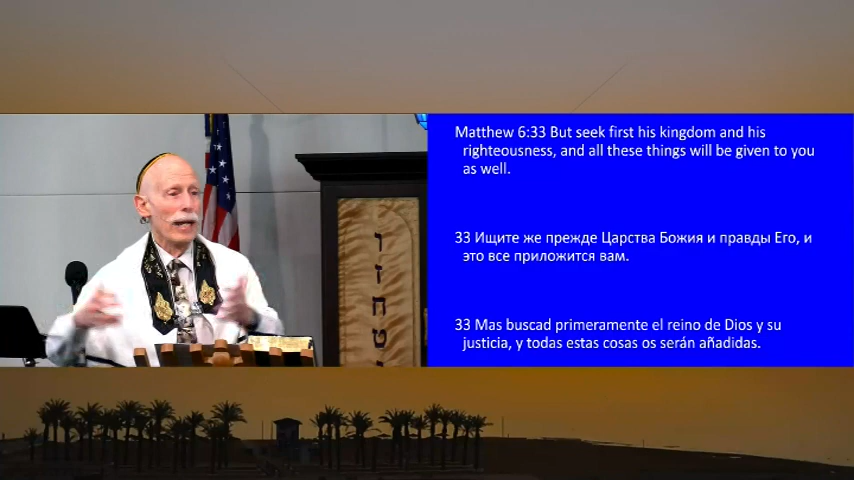 Matthew 6:33 But seek first his kingdom and his
righteousness, and all these things will be given to you
as well.
33 Ищите же прежде Царства Божия и правды Его, и
это все приложится вам.
33 Mas buscad primeramente el reino de Dios y su
justicia, y todas estas cosas os serán añadidas.